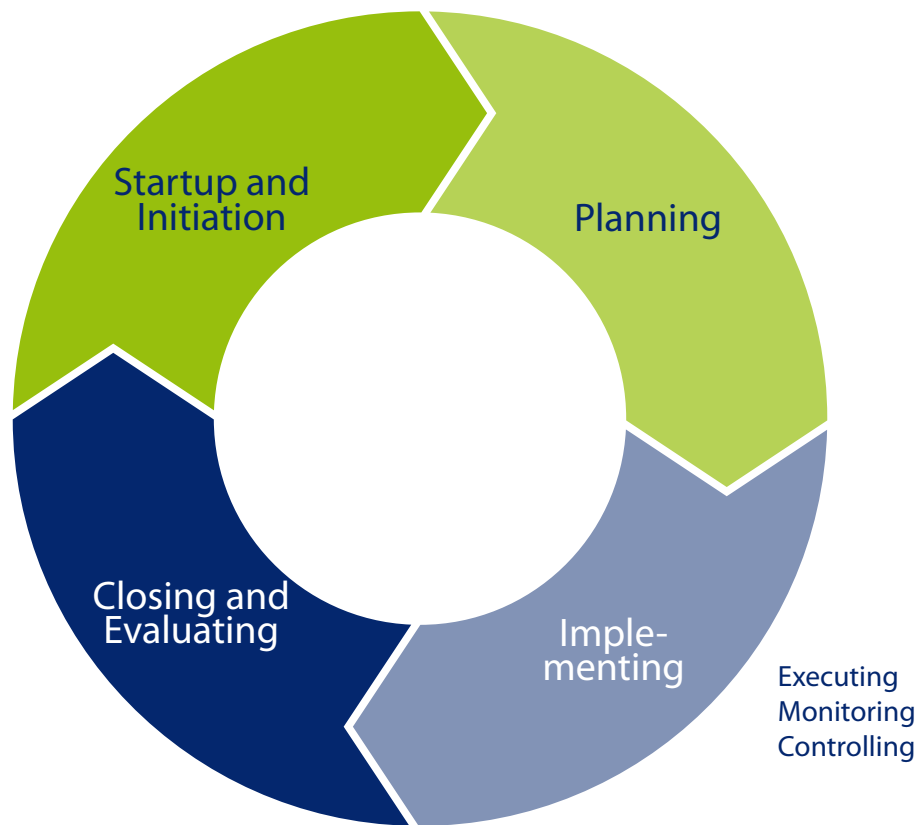 Startup and
Initiation
Planning
Closing and
Evaluating
Imple-
menting
Executing
Monitoring
Controlling